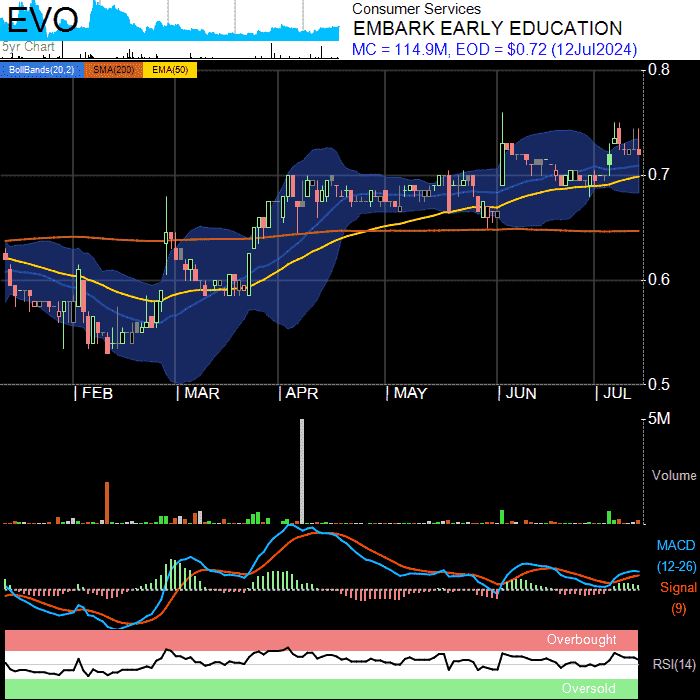 EVO
5yr Chart
Consumer Services
EMBARK EARLY EDUCATION
MC = 114.9M, EOD = $0.72 (12Jul2024)
BollBands(20,2) SMA(200) EMA(50)
0.8
0.7
0.6
0.5
FEB MAR APR MAY JUN JUL
5M
Volume
MACD
(12-26)
Signal
(9)
Overbought
RSI(14)
Oversold